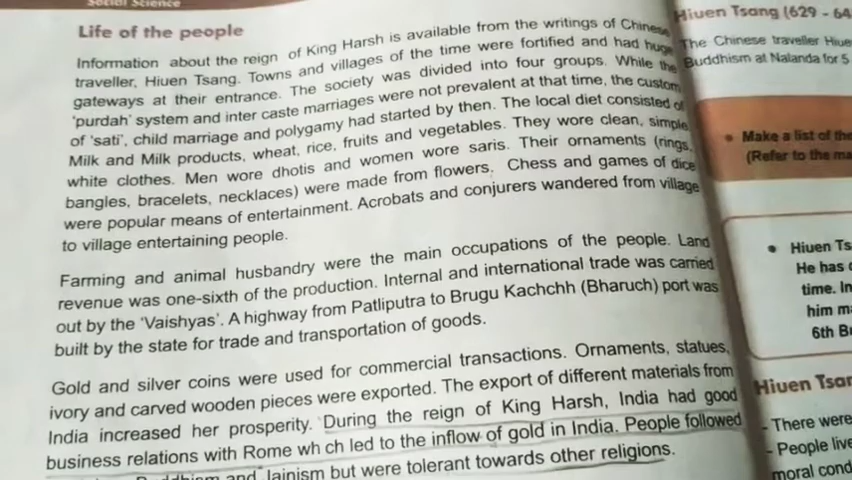 Social Science
Life of the people
Information about the reign of King Harsh is available from the writings of Chinese
traveller, Hiuen Tsang. Towns and villages of the time were fortified and had huge
gateways at their entrance. The society was divided into four groups. While the
'purdah' system and inter caste marriages were not prevalent at that time, the custom
of 'sati', child marriage and polygamy had started by then. The local diet consisted of
Milk and Milk products, wheat, rice, fruits and vegetables. They wore clean, simple
white clothes. Men wore dhotis and women wore saris. Their ornaments (rings,
bangles, bracelets, necklaces) were made from flowers. Chess and games of dice
were popular means of entertainment. Acrobats and conjurers wandered from village
to village entertaining people.
Farming and animal husbandry were the main occupations of the people. Land
revenue was one-sixth of the production. Internal and international trade was carried
out by the 'Vaishyas'. A highway from Patliputra to Brugu Kachchh (Bharuch) port was
built by the state for trade and transportation of goods.
Gold and silver coins were used for commercial transactions. Ornaments, statues,
ivory and carved wooden pieces were exported. The export of different materials from
India increased her prosperity. During the reign of King Harsh, India had good
business relations with Rome wh ch led to the inflow of gold in India. People followed
and Jainism but were tolerant towards other religions.
Hiuen Tsang (629 - 64
The Chinese traveller Hiue
Buddhism at Nalanda for 5
• Make a list of the
(Refer to the ma
• Hiuen Ts
He has
time. In
him m
6th B
Hiuen Tsan
- There were
- People live
moral cond